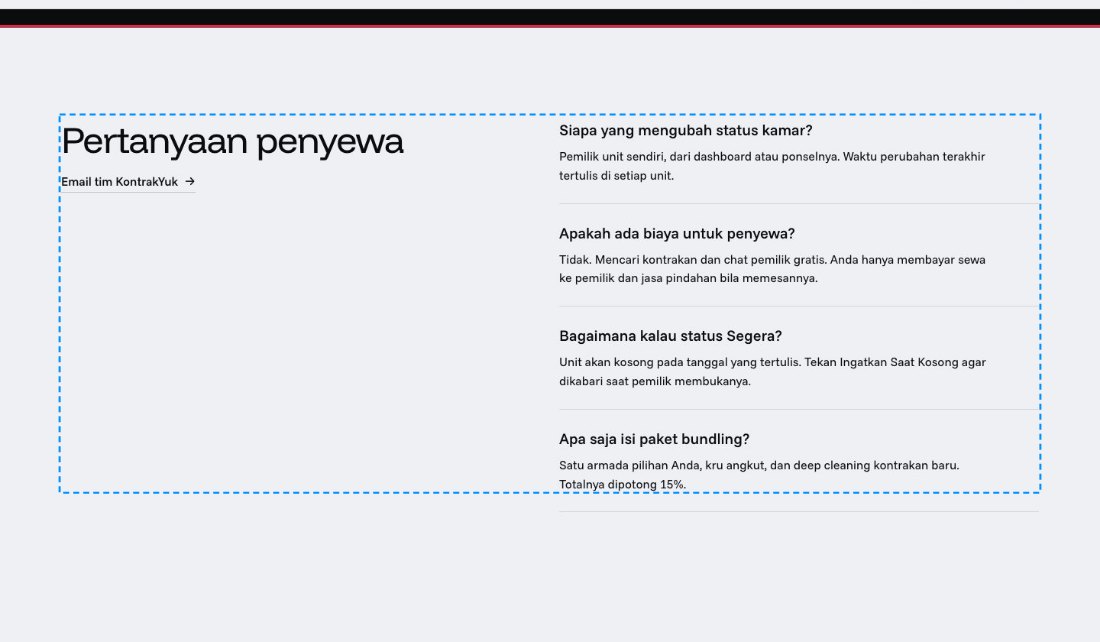 Pertanyaan penyewa
Email tim KontrakYuk →
Siapa yang mengubah status kamar?
Pemilik unit sendiri, dari dashboard atau ponselnya. Waktu perubahan terakhir
tertulis di setiap unit.
Apakah ada biaya untuk penyewa?
Tidak. Mencari kontrakan dan chat pemilik gratis. Anda hanya membayar sewa
ke pemilik dan jasa pindahan bila memesannya.
Bagaimana kalau status Segera?
Unit akan kosong pada tanggal yang tertulis. Tekan Ingatkan Saat Kosong agar
dikabari saat pemilik membukanya.
Apa saja isi paket bundling?
Satu armada pilihan Anda, kru angkut, dan deep cleaning kontrakan baru.
Totalnya dipotong 15%.